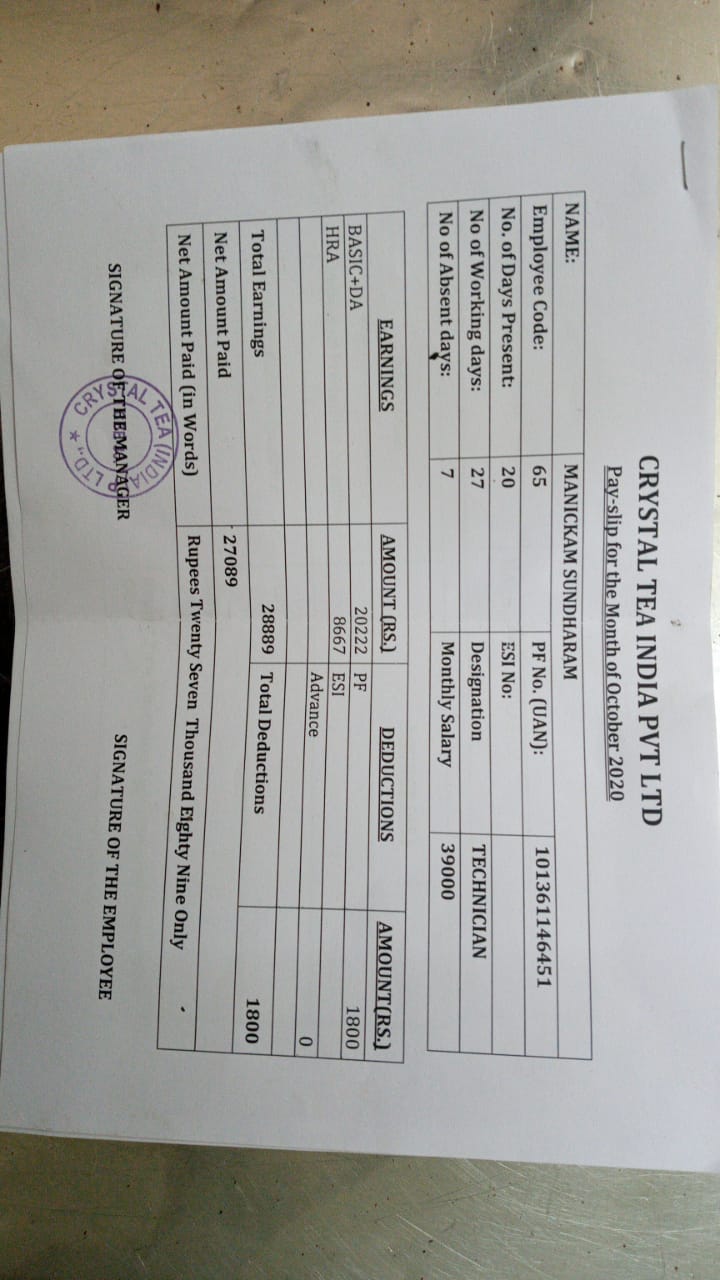 CRYSTAL TEA INDIA PVT LTD
Pay-slip for the Month of October 2020
NAME: MANICKAM SUNDHARAM
Employee Code: 65 PF No. (UAN): 101361146451
No. of Days Present: 20 ESI No:
No of Working days: 27 Designation TECHNICIAN
No of Absent days: 7 Monthly Salary 39000
EARNINGS AMOUNT (RS.) DEDUCTIONS AMOUNT(RS.)
BASIC+DA 20222 PF 1800
HRA 8667 ESI
Advance 0
Total Earnings 28889 Total Deductions 1800
Net Amount Paid 27089
Net Amount Paid (in Words) Rupees Twenty Seven Thousand Eighty Nine Only
SIGNATURE OF THE MANAGER SIGNATURE OF THE EMPLOYEE
CRYSTAL TEA (INDIA) P LTD. *